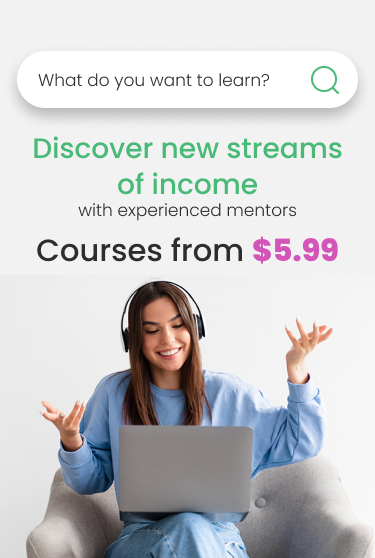 What do you want to learn?
Discover new streams
of income
with experienced mentors
Courses from $5.99